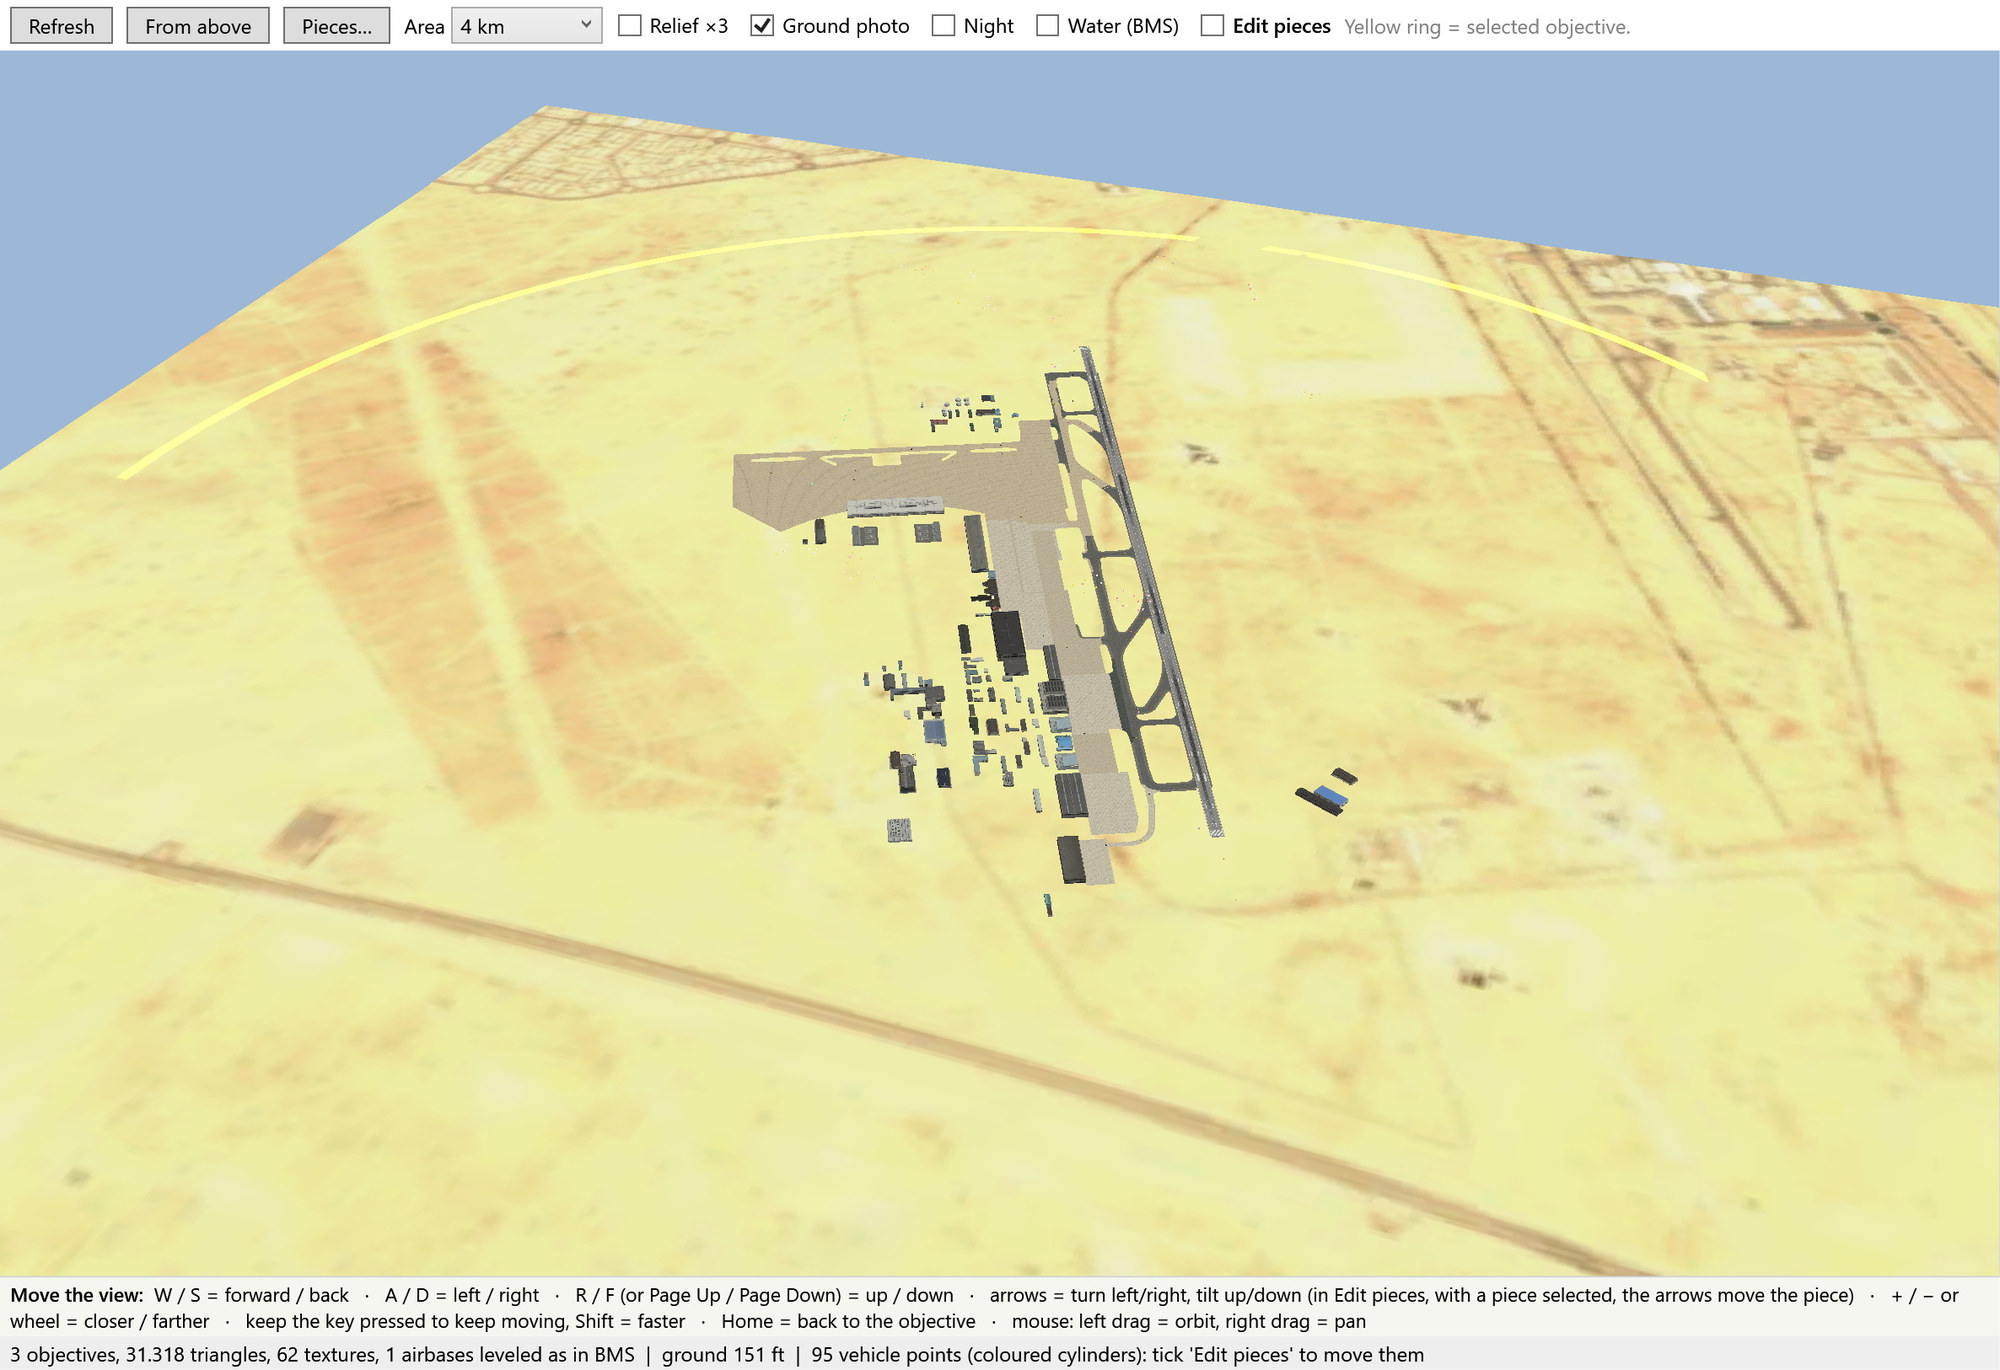 Refresh From above Pieces... Area 4 km Relief ×3 Ground photo Night Water (BMS) Edit pieces Yellow ring = selected objective.
Move the view: W / S = forward / back · A / D = left / right · R / F (or Page Up / Page Down) = up / down · arrows = turn left/right, tilt up/down (in Edit pieces, with a piece selected, the arrows move the piece) · + / − or
wheel = closer / farther · keep the key pressed to keep moving, Shift = faster · Home = back to the objective · mouse: left drag = orbit, right drag = pan
3 objectives, 31.318 triangles, 62 textures, 1 airbases leveled as in BMS | ground 151 ft | 95 vehicle points (coloured cylinders): tick 'Edit pieces' to move them